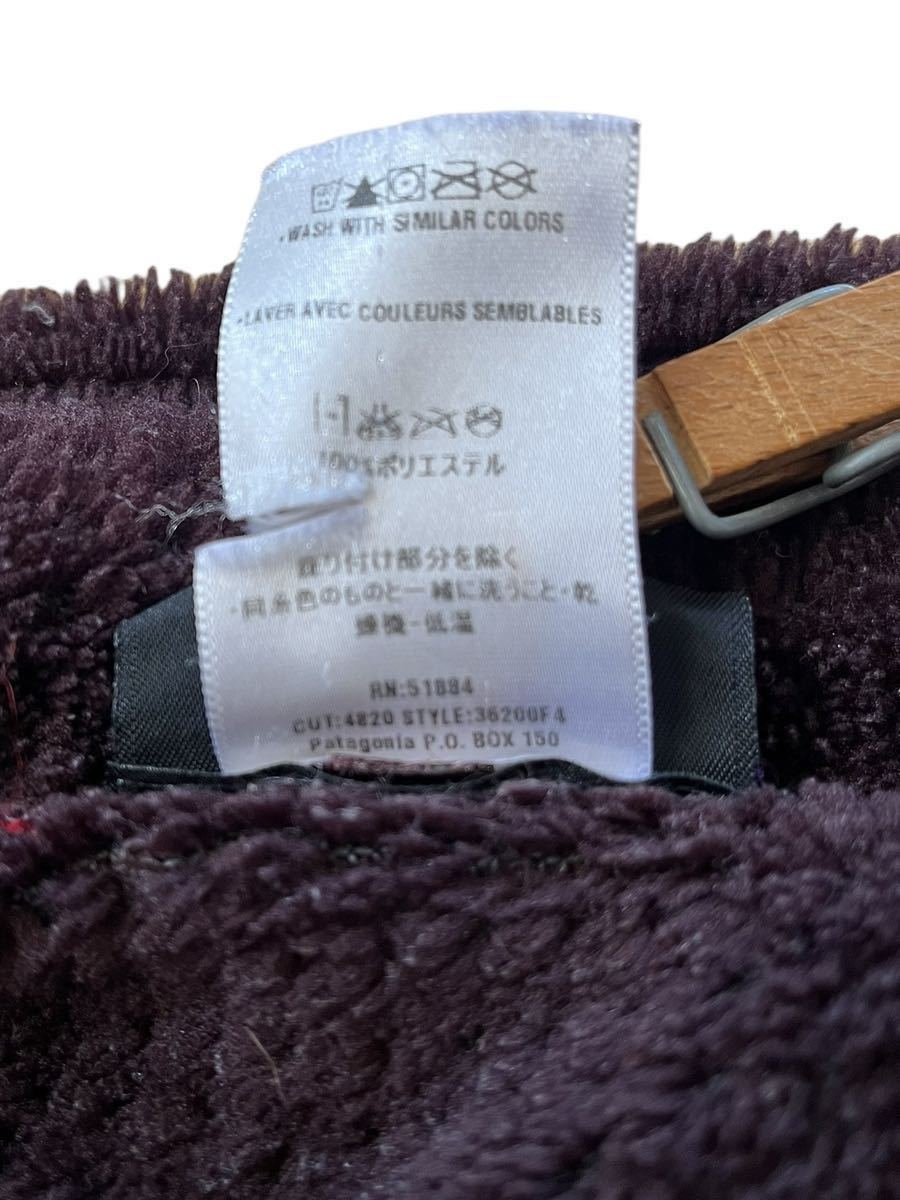 •WASH WITH SIMILAR COLORS
•LAVER AVEC COULEURS SEMBLABLES
100%ポリエステル
飾り付け部分を除く
・同糸色のものと一緒に洗うこと・乾
燥機・低温
RN:51884
CUT:4820 STYLE:36200F4
Patagonia P.O. BOX 150